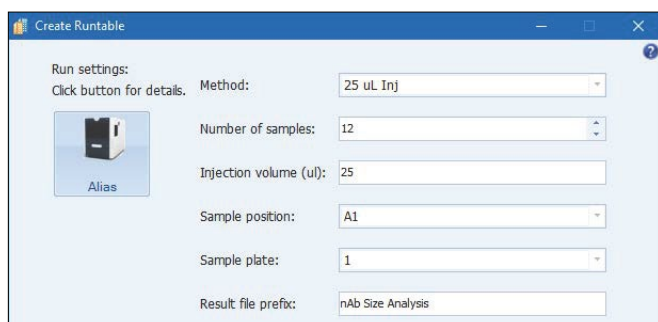 Create Runtable
Run settings:
Click button for details.
Alias
Method:
25 uL Inj
Number of samples:
12
Injection volume (ul):
25
Sample position:
A1
Sample plate:
1
Result file prefix:
nAb Size Analysis